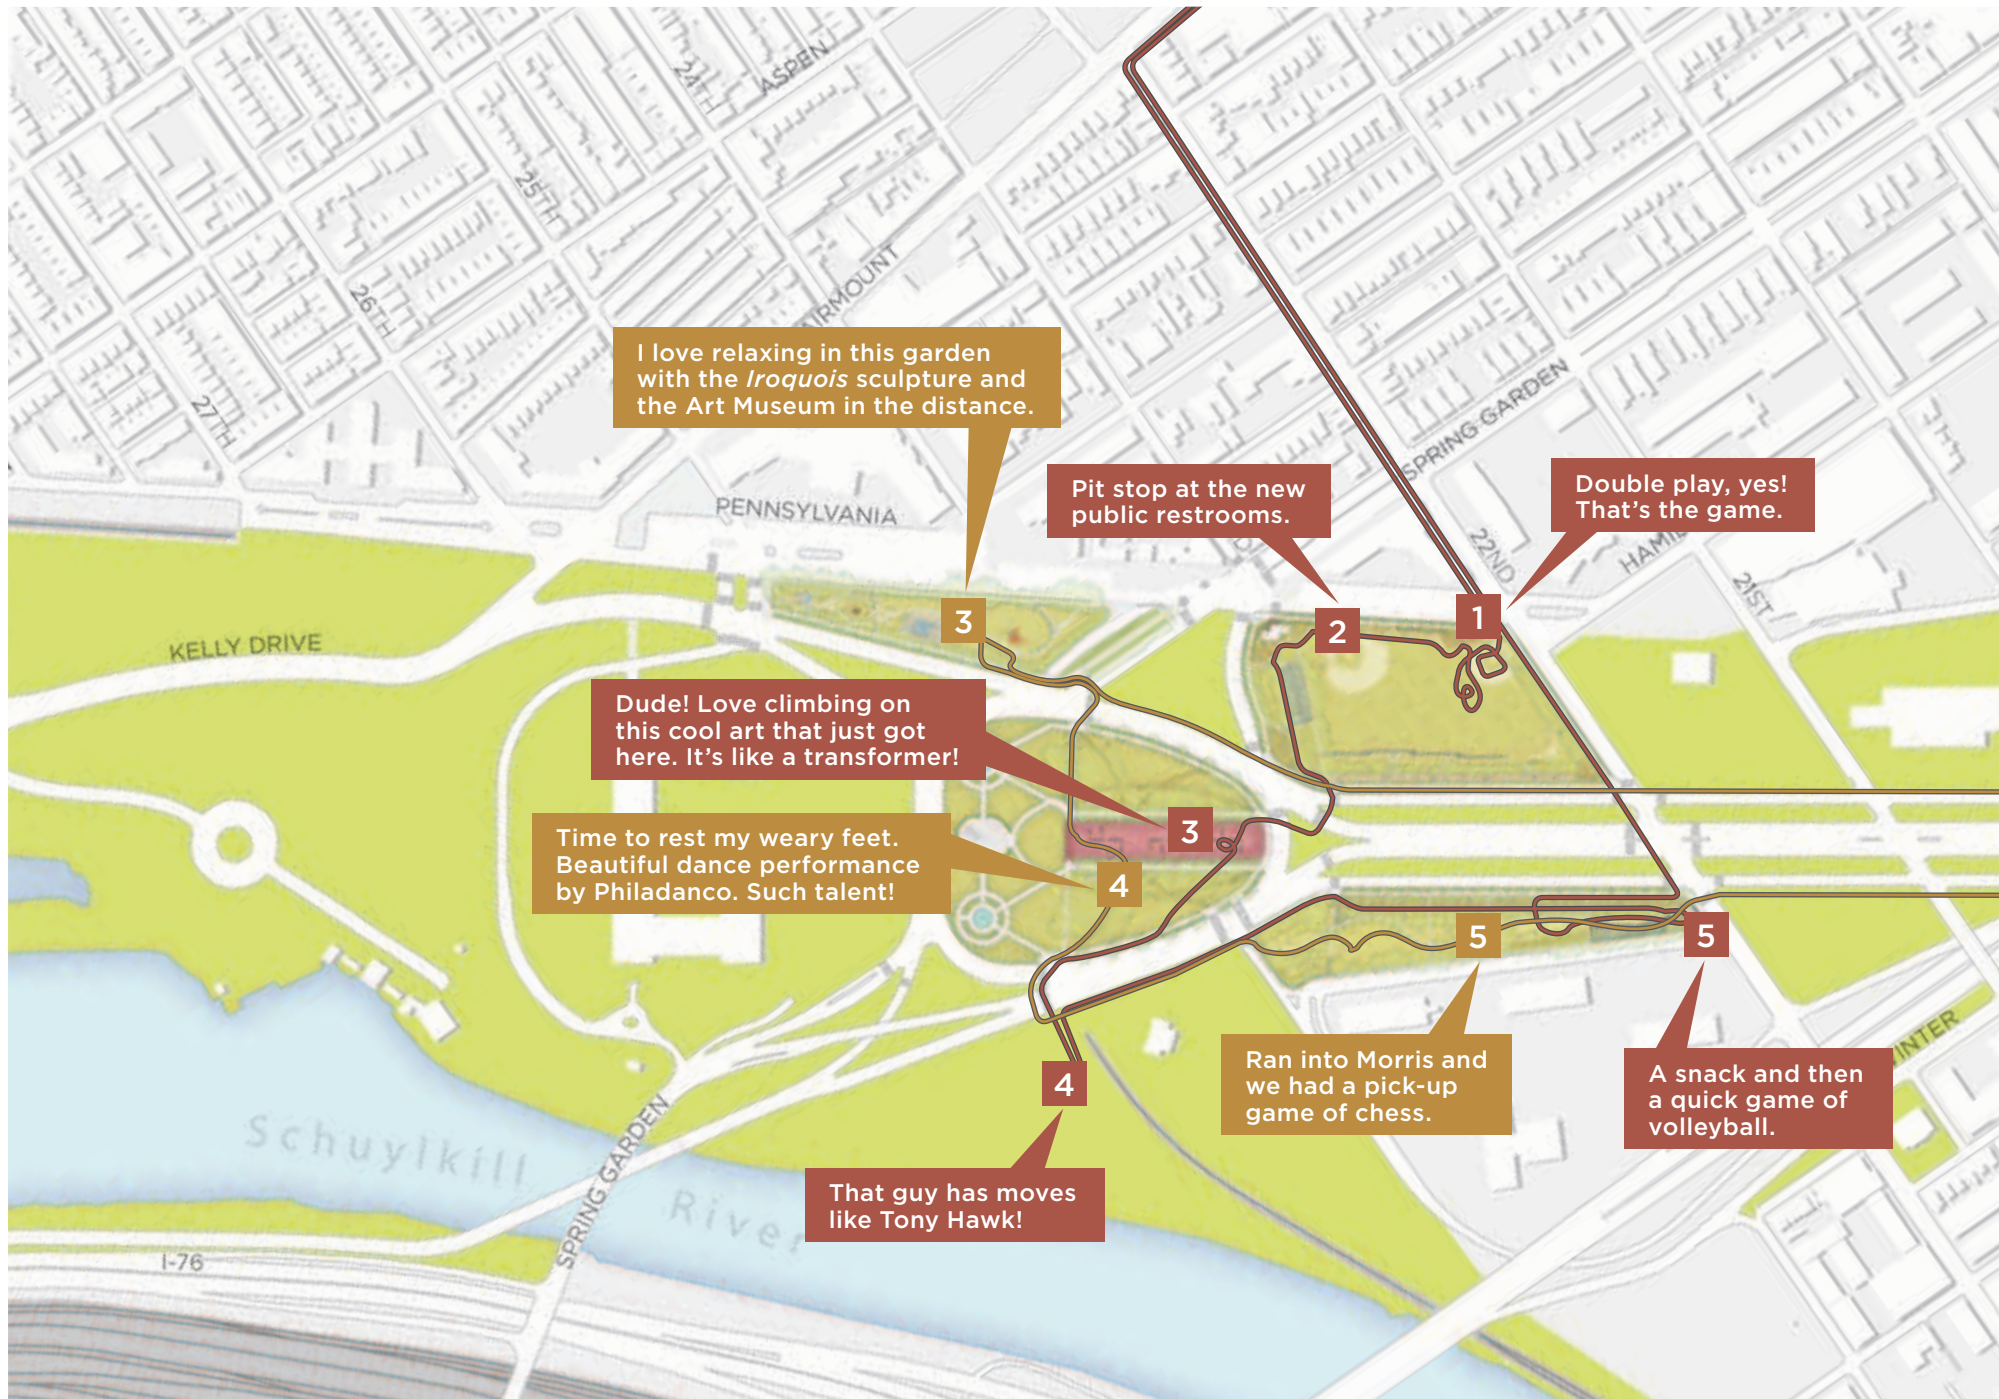 24TH
ASPEN
25TH
26TH
27TH
I love relaxing in this garden
with the Iroquois sculpture and
the Art Museum in the distance.
SPRING GARDEN
PENNSYLVANIA
Pit stop at the new
public restrooms.
Double play, yes!
That's the game.
22ND
21ST
KELLY DRIVE
3
2
1
Dude! Love climbing on
this cool art that just got
here. It's like a transformer!
3
Time to rest my weary feet.
Beautiful dance performance
by Philadanco. Such talent!
4
5
5
Ran into Morris and
we had a pick-up
game of chess.
A snack and then
a quick game of
volleyball.
4
That guy has moves
like Tony Hawk!
Schuylkill
River
SPRING GARDEN
I-76